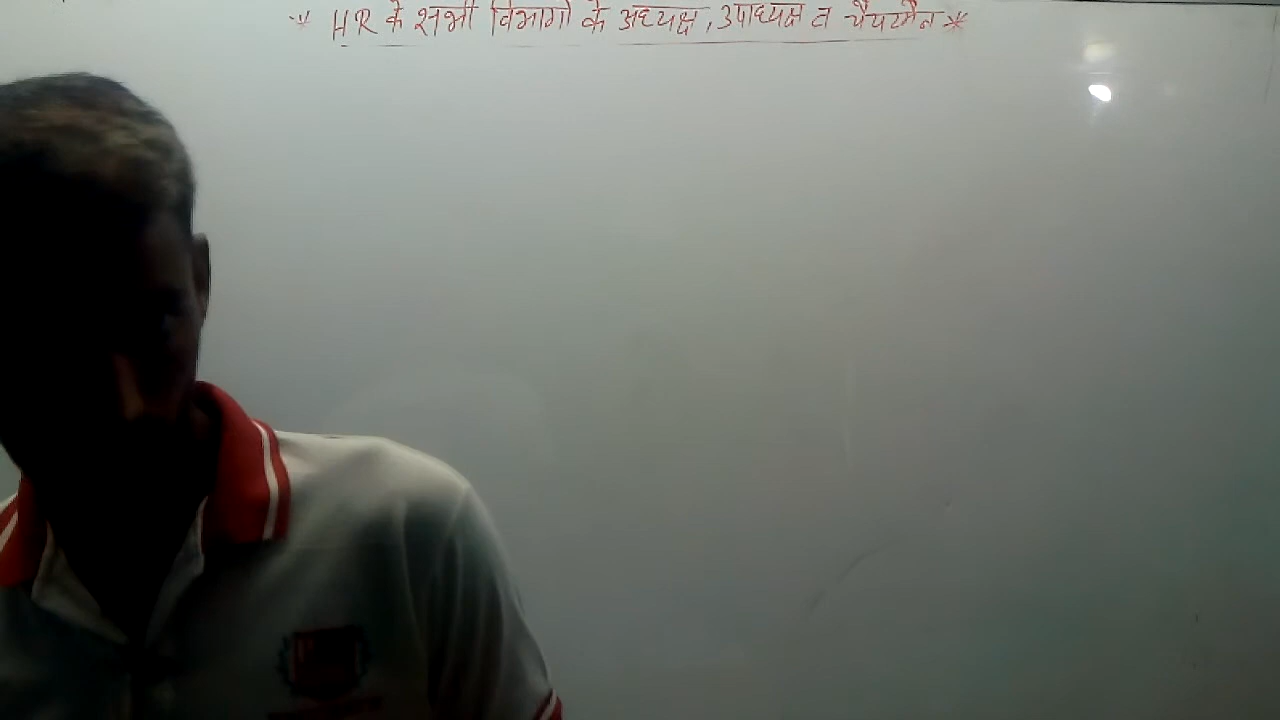 * HR के सभी विभागों के अध्यक्ष, उपाध्यक्ष व चैयरमैन *